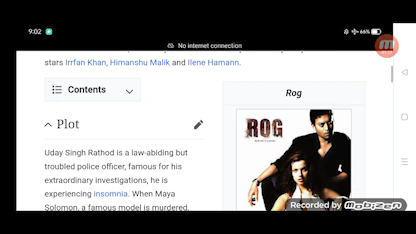 9:02
66%
No internet connection
stars Irrfan Khan, Himanshu Malik and Ilene Hamann.
Contents
Rog
Plot
ROG
Uday Singh Rathod is a law-abiding but
troubled police officer, famous for his
extraordinary investigations, he is
experiencing insomnia. When Maya
Solomon, a famous model is murdered,
Recorded by Mobizen